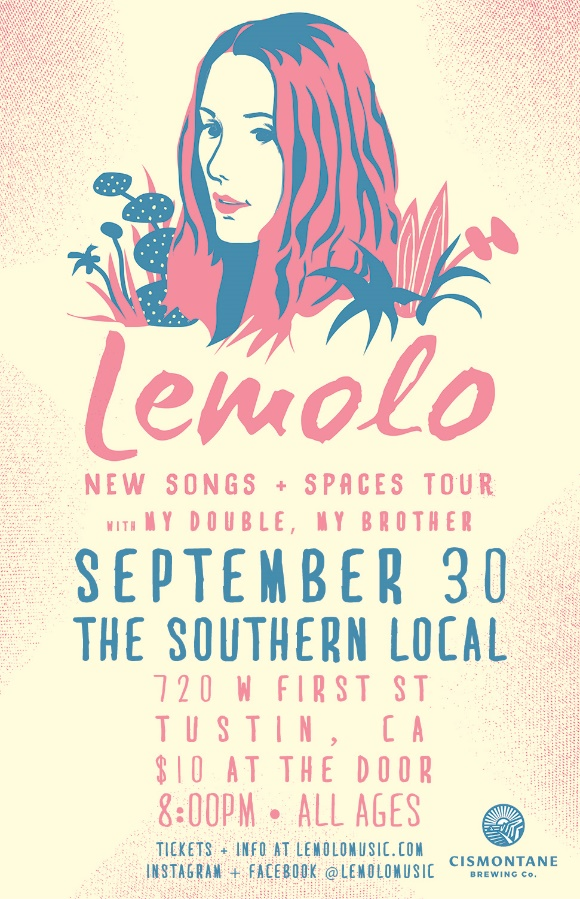 Lemolo
NEW SONGS + SPACES TOUR
WITH MY DOUBLE, MY BROTHER
SEPTEMBER 30
THE SOUTHERN LOCAL
720 W FIRST ST
TUSTIN, CA
$10 AT THE DOOR
8:00PM • ALL AGES
TICKETS + INFO AT LEMOLOMUSIC.COM
INSTAGRAM + FACEBOOK @LEMOLOMUSIC
CISMONTANE
BREWING Co.